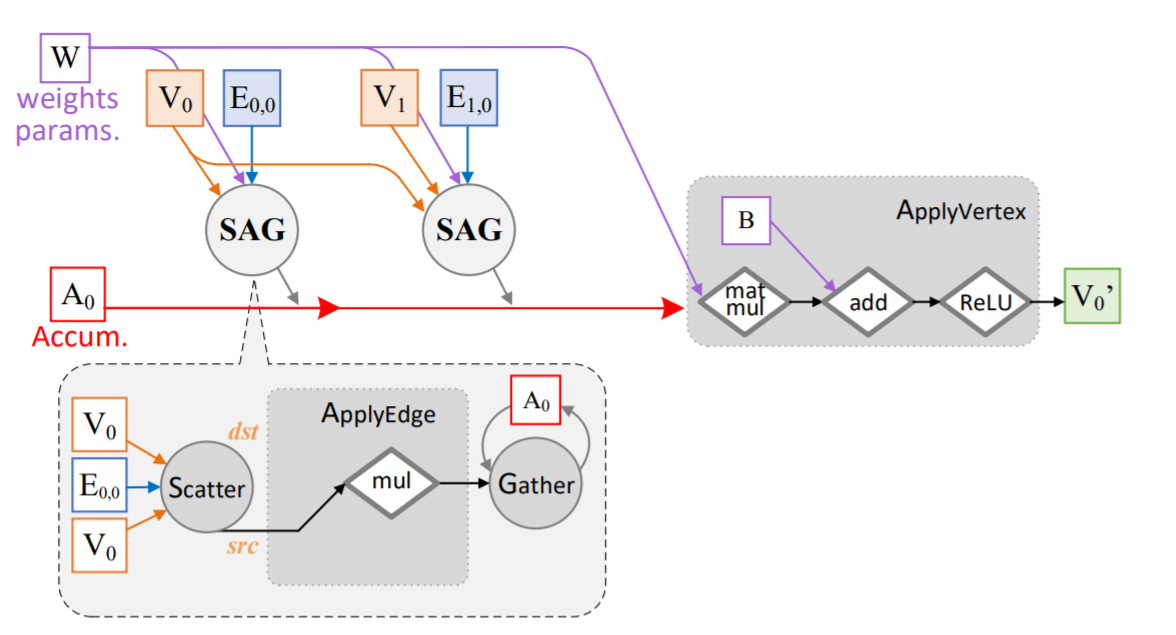 W
weights
params.
V₀
E₀,₀
V₁
E₁,₀
SAG
SAG
A₀
Accum.
ApplyVertex
B
mat
mul
add
ReLU
V₀’
V₀
E₀,₀
V₀
Scatter
dst
src
ApplyEdge
mul
A₀
Gather